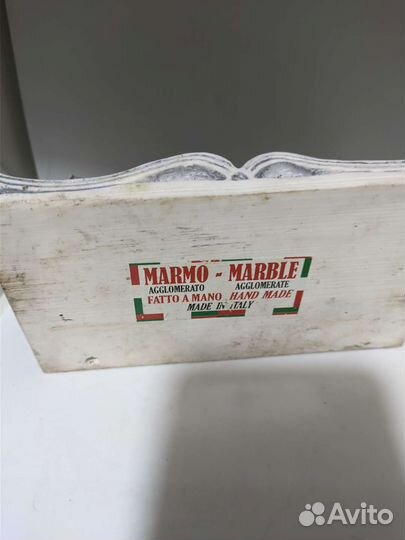 MARMO - MARBLE
AGGLOMERATO AGGLOMERATE
FATTO A MANO HAND MADE
MADE IN ITALY
Avito